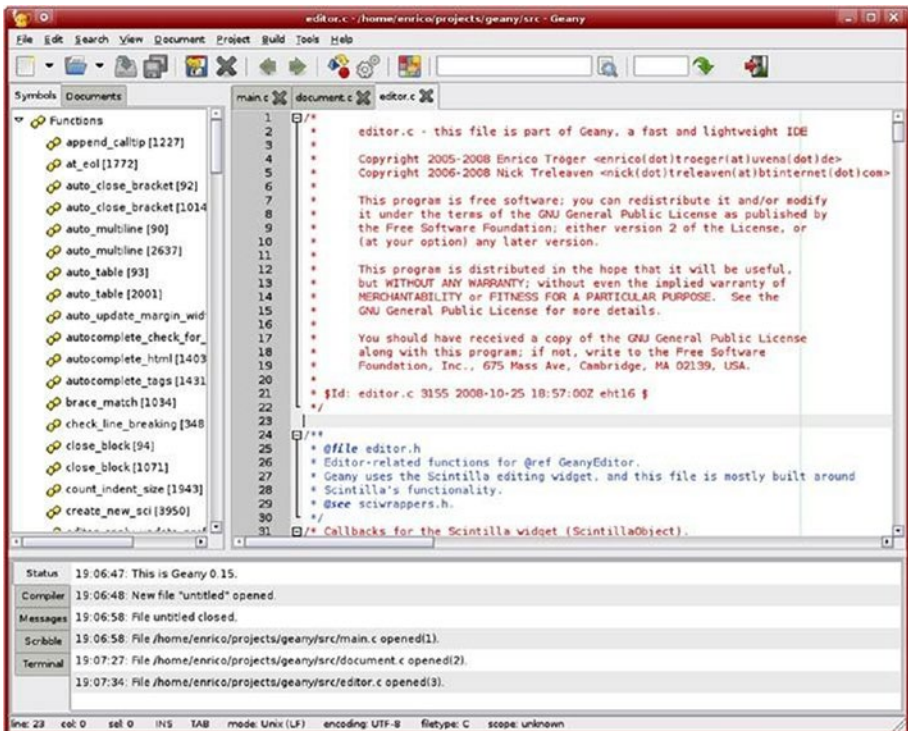 editor.c - /home/enrico/projects/geany/src - Geany
File Edit Search View Document Project Build Tools Help
Symbols Documents
main.c document.c editor.c
Functions
append_calltip [1227]
at_eol [1772]
auto_close_bracket [92]
auto_close_bracket [1014
auto_multiline [90]
auto_multiline [2637]
auto_table [93]
auto_table [2001]
auto_update_margin_wid
autocomplete_check_for_
autocomplete_html [1403
autocomplete_tags [1431
brace_match [1034]
check_line_breaking [348
close_block [94]
close_block [1071]
count_indent_size [1943]
create_new_sci [3950]
1 /*
2 * editor.c - this file is part of Geany, a fast and lightweight IDE
3 *
4 * Copyright 2005-2008 Enrico Tröger <enrico(dot)troeger(at)uvena(dot)de>
5 * Copyright 2006-2008 Nick Treleaven <nick(dot)treleaven(at)btinternet(dot)com>
6 *
7 * This program is free software; you can redistribute it and/or modify
8 * it under the terms of the GNU General Public License as published by
9 * the Free Software Foundation; either version 2 of the License, or
10 * (at your option) any later version.
11 *
12 * This program is distributed in the hope that it will be useful,
13 * but WITHOUT ANY WARRANTY; without even the implied warranty of
14 * MERCHANTABILITY or FITNESS FOR A PARTICULAR PURPOSE. See the
15 * GNU General Public License for more details.
16 *
17 * You should have received a copy of the GNU General Public License
18 * along with this program; if not, write to the Free Software
19 * Foundation, Inc., 675 Mass Ave, Cambridge, MA 02139, USA.
20 *
21 * $Id: editor.c 3155 2008-10-25 18:57:00Z eht16 $
22 */
23
24 /**
25 * @file editor.h
26 * Editor-related functions for @ref GeanyEditor.
27 * Geany uses the Scintilla editing widget, and this file is mostly built around
28 * Scintilla's functionality.
29 * @see sciwrappers.h.
30 */
31 /* Callbacks for the Scintilla widget (ScintillaObject).
Status
Compiler
Messages
Scribble
Terminal
19:06:47: This is Geany 0.15.
19:06:48: New file "untitled" opened.
19:06:58: File untitled closed.
19:06:58: File /home/enrico/projects/geany/src/main.c opened(1).
19:07:27: File /home/enrico/projects/geany/src/document.c opened(2).
19:07:34: File /home/enrico/projects/geany/src/editor.c opened(3).
line: 23 col: 0 sel: 0 INS TAB mode: Unix (LF) encoding: UTF-8 filetype: C scope: unknown